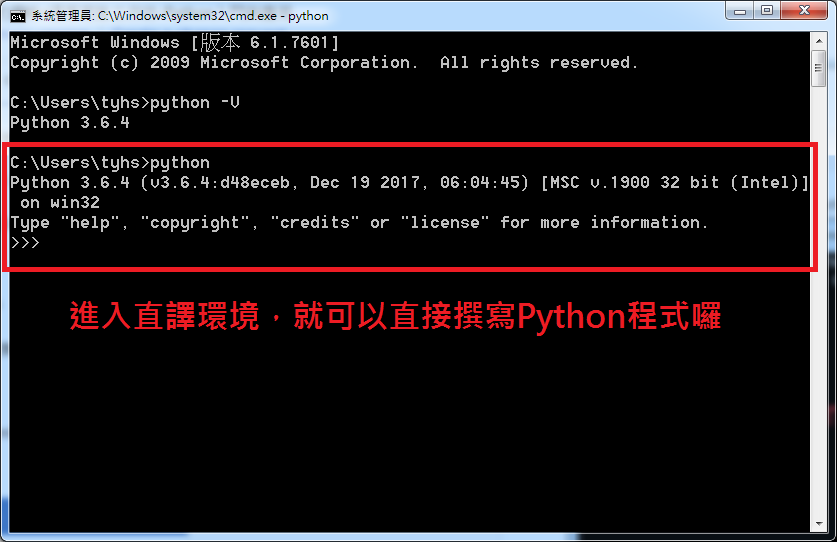 系統管理員: C:\Windows\system32\cmd.exe - python
Microsoft Windows [版本 6.1.7601]
Copyright (c) 2009 Microsoft Corporation.  All rights reserved.
C:\Users\tyhs>python -V
Python 3.6.4
C:\Users\tyhs>python
Python 3.6.4 (v3.6.4:d48eceb, Dec 19 2017, 06:04:45) [MSC v.1900 32 bit (Intel)]
 on win32
Type "help", "copyright", "credits" or "license" for more information.
>>>
進入直譯環境，就可以直接撰寫Python程式囉